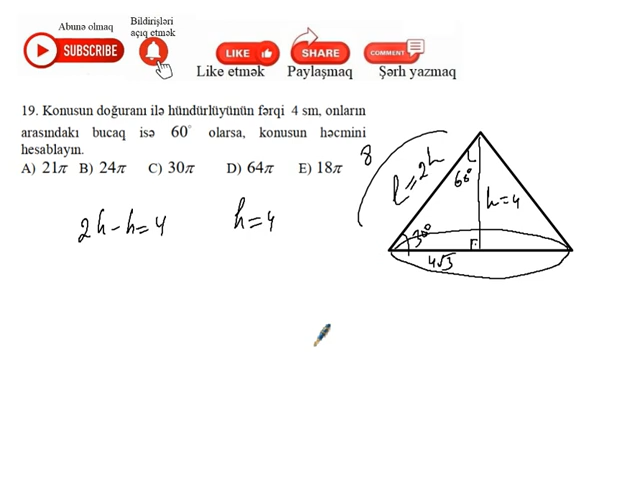 Abunə olmaq
Bildirişləri
açıq etmək
SUBSCRIBE
LIKE
SHARE
COMMENT
Like etmək Paylaşmaq Şərh yazmaq
19. Konusun doğuranı ilə hündürlüyünün fərqi 4 sm, onların
arasındakı bucaq isə 60° olarsa, konusun həcmini
hesablayın.
A) 21π B) 24π C) 30π D) 64π E) 18π
2h-h=4
h=4
8
l=2h
60°
h=4
30°
4√3